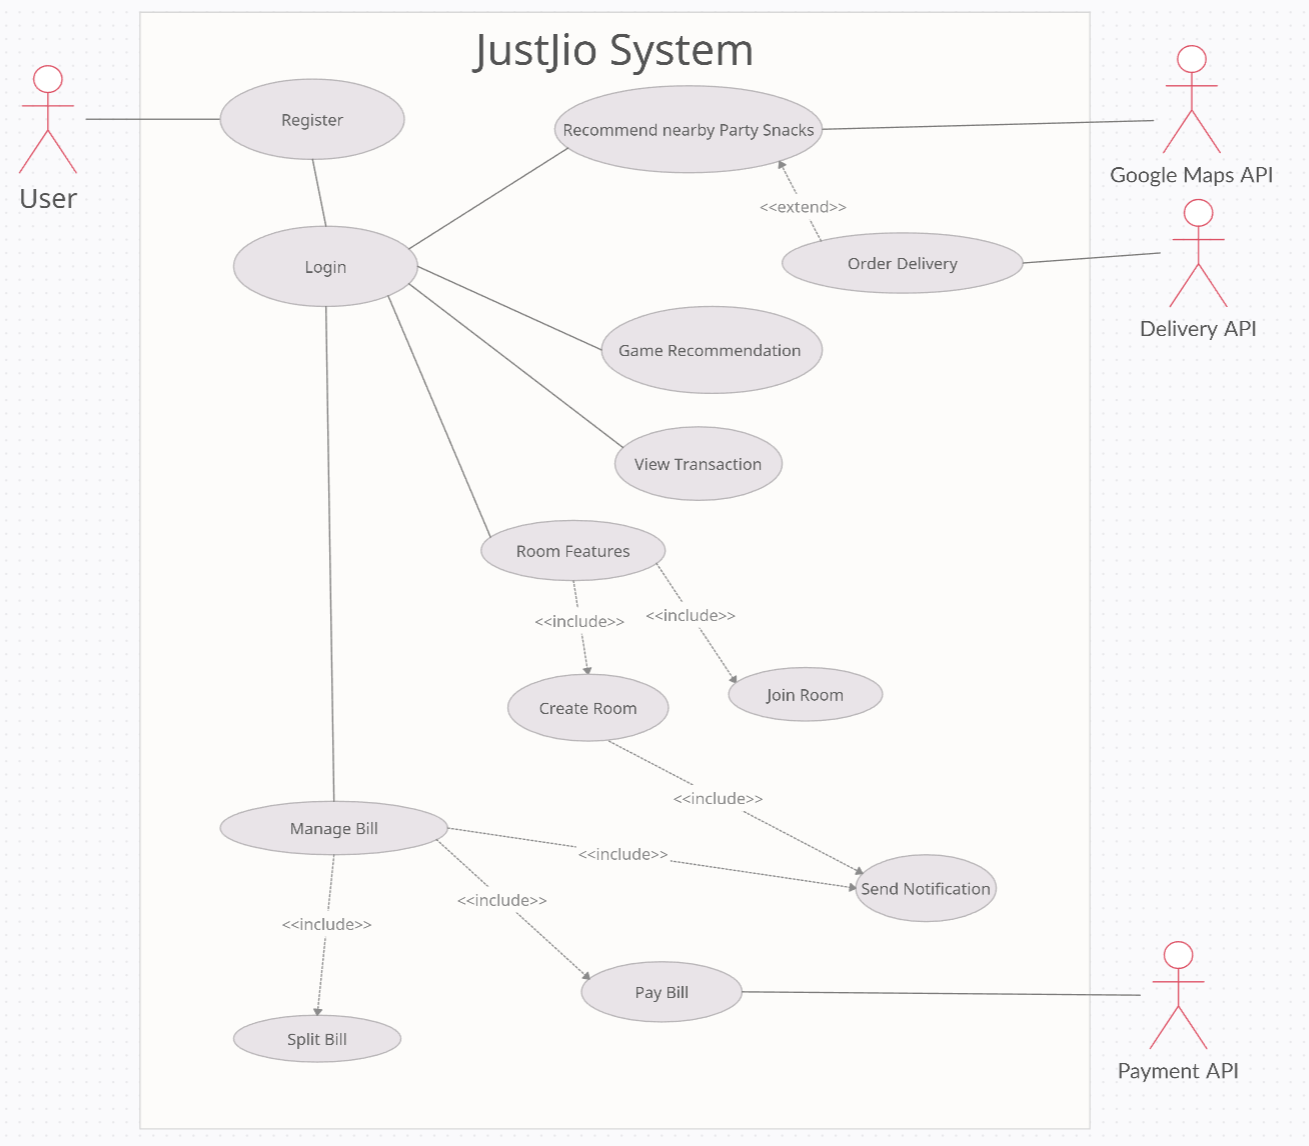 JustJio System
User
Register
Recommend nearby Party Snacks
Google Maps API
<<extend>>
Login
Order Delivery
Delivery API
Game Recommendation
View Transaction
Room Features
<<include>>
<<include>>
Create Room
Join Room
<<include>>
Manage Bill
<<include>>
<<include>>
<<include>>
Send Notification
Pay Bill
Split Bill
Payment API